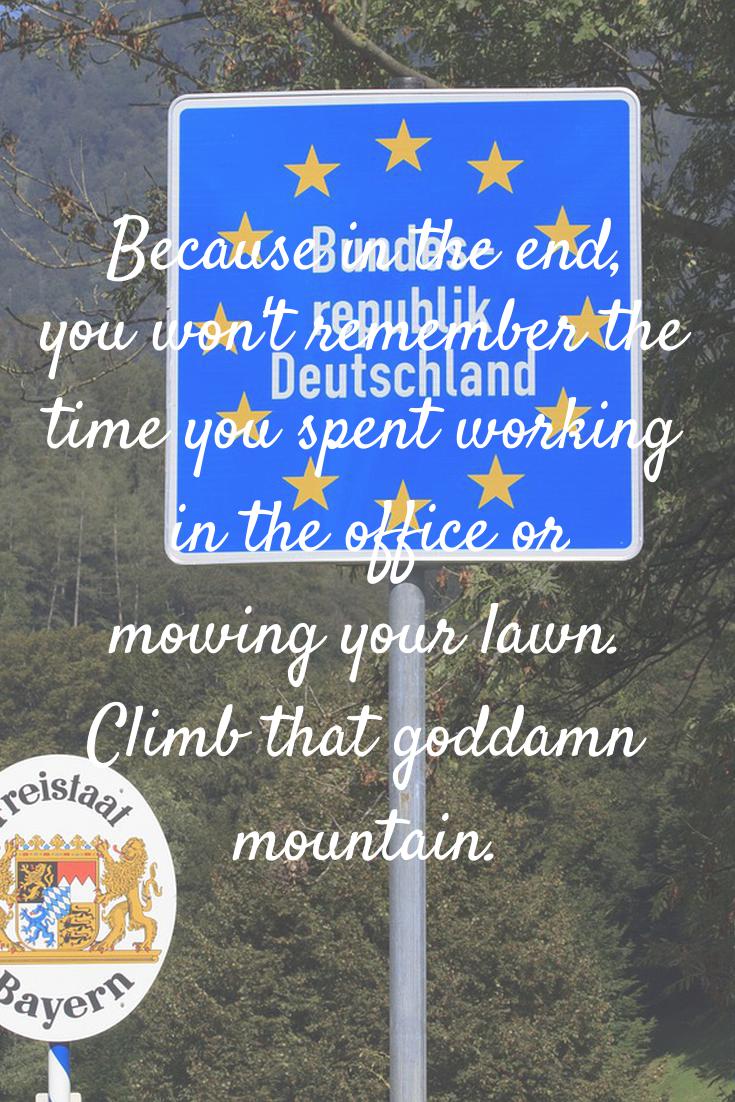 Because in the end,
you won't remember the
time you spent working
in the office or
mowing your lawn.
Climb that goddamn
mountain.
Bundes-
republik
Deutschland
Freistaat
Bayern